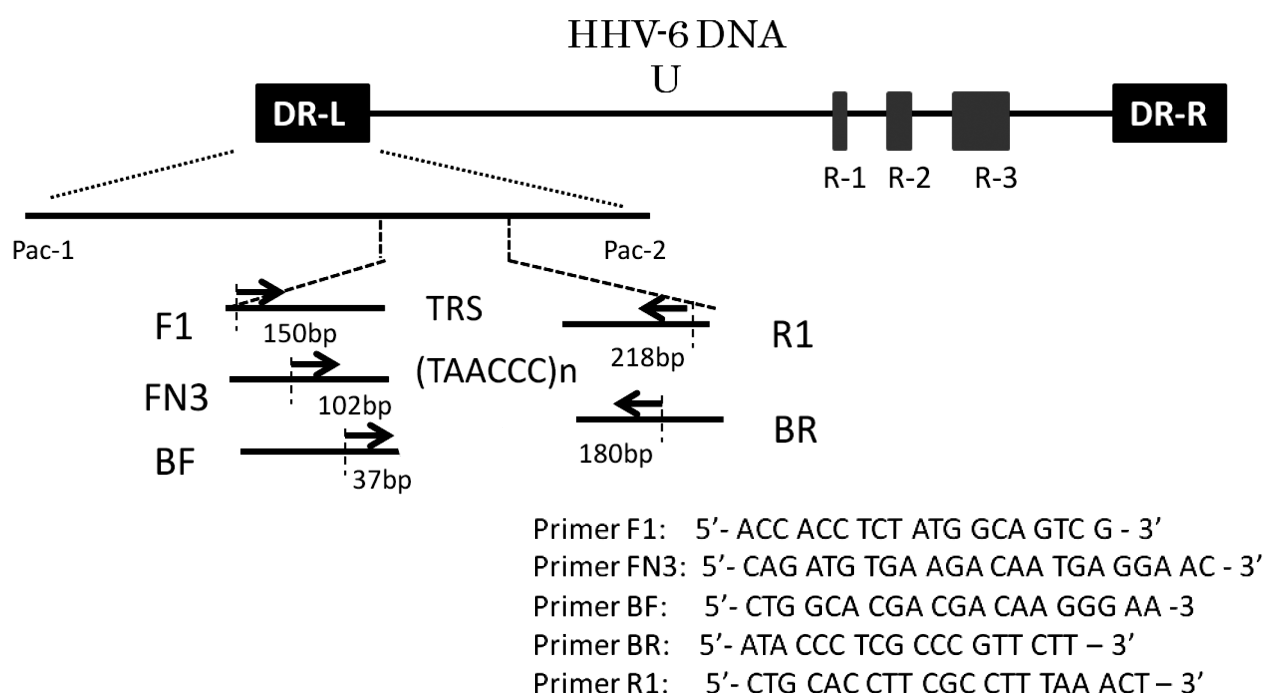 HHV-6 DNA
U
DR-L
DR-R
R-1 R-2 R-3
Pac-1
Pac-2
F1
150bp
TRS
218bp
R1
FN3
102bp
(TAACCC)n
BF
37bp
180bp
BR
Primer F1: 5’- ACC ACC TCT ATG GCA GTC G - 3’
Primer FN3: 5’- CAG ATG TGA AGA CAA TGA GGA AC - 3’
Primer BF: 5’- CTG GCA CGA CGA CAA GGG AA -3
Primer BR: 5’- ATA CCC TCG CCC GTT CTT – 3’
Primer R1: 5’- CTG CAC CTT CGC CTT TAA ACT – 3’